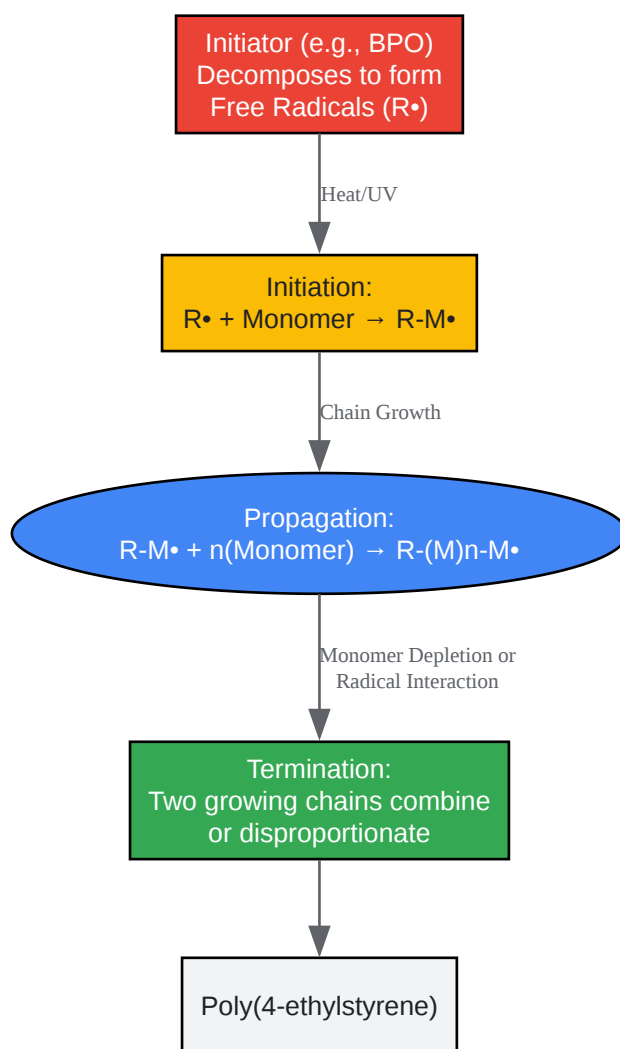 Initiator (e.g., BPO)
Decomposes to form
Free Radicals (R•)
Heat/UV
Initiation:
R• + Monomer → R-M•
Chain Growth
Propagation:
R-M• + n(Monomer) → R-(M)n-M•
Monomer Depletion or
Radical Interaction
Termination:
Two growing chains combine
or disproportionate
Poly(4-ethylstyrene)